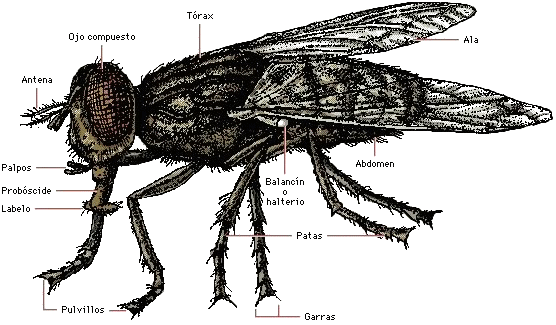 Tórax
Ala
Ojo compuesto
Antena
Palpos
Probóscide
Labelo
Balancín
o
halterio
Abdomen
Patas
Pulvillos
Garras